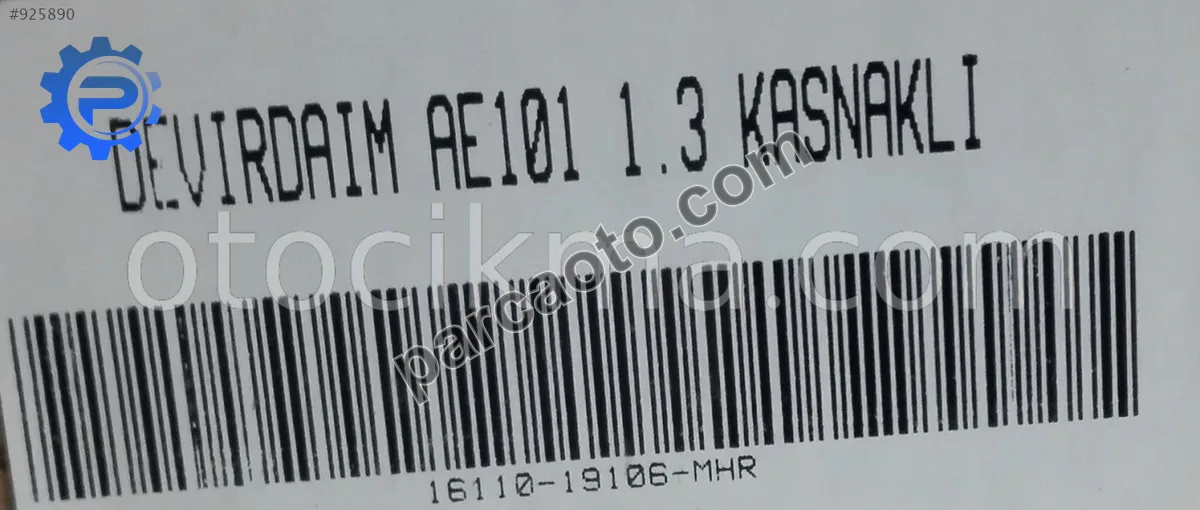 #925890
DEVIRDAIM AE101 1.3 KASNAKLI
otocikma.com
parcaoto.com
16110-19106-MHR